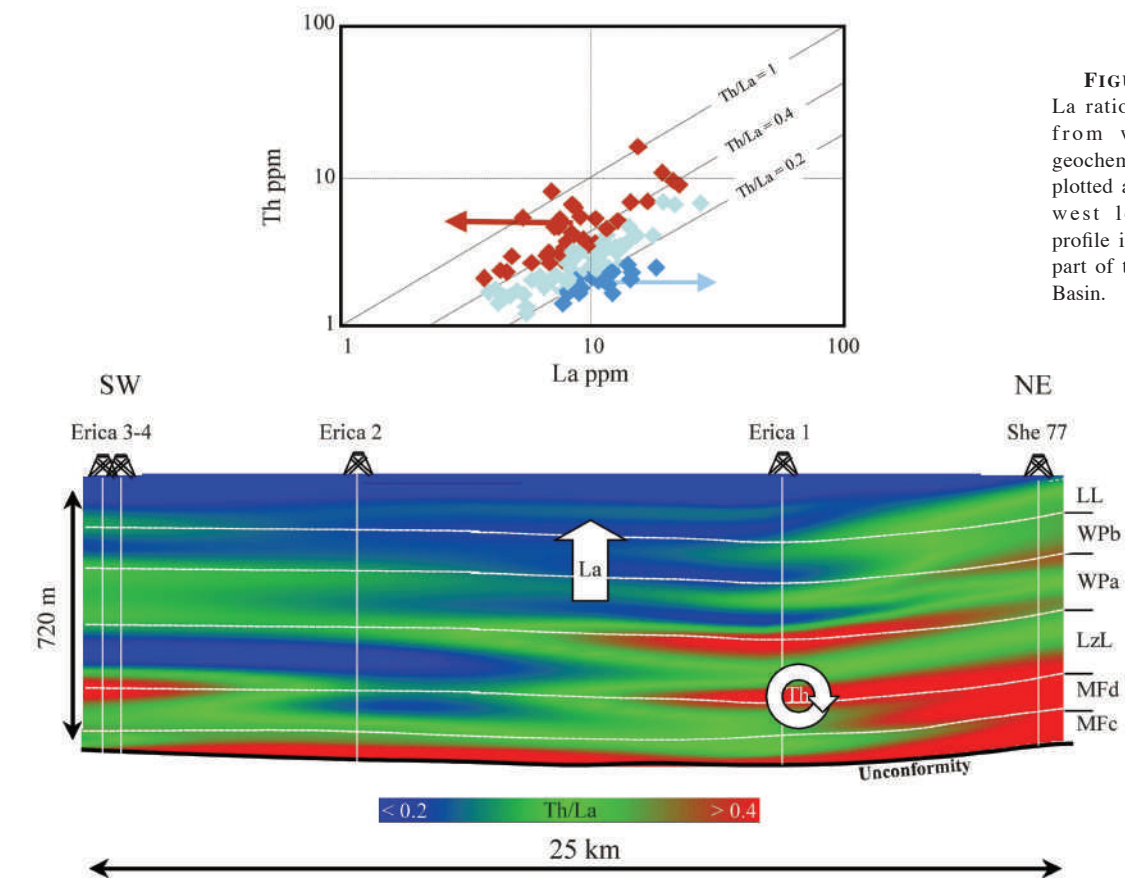 100
10
1
Th ppm
Th/La = 1
Th/La = 0.4
Th/La = 0.2
1
10
100
La ppm
FIGU
La ratio
from w
geochem
plotted a
west lo
profile i
part of t
Basin.
SW
NE
Erica 3-4
Erica 2
Erica 1
She 77
LL
WPb
WPa
LzL
MFd
MFc
720 m
La
Th
Unconformity
< 0.2
Th/La
> 0.4
25 km